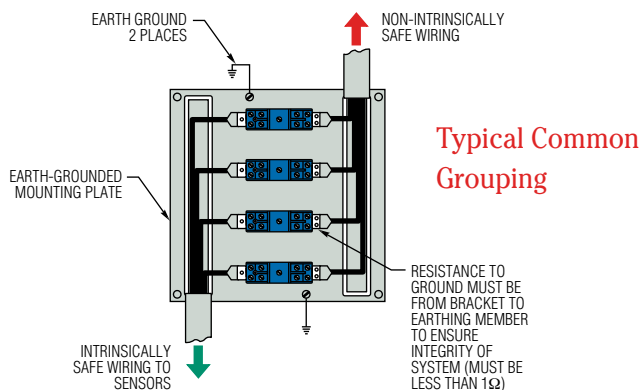 EARTH GROUND
2 PLACES
NON-INTRINSICALLY
SAFE WIRING
Typical Common
Grouping
EARTH-GROUNDED
MOUNTING PLATE
RESISTANCE TO
GROUND MUST BE
FROM BRACKET TO
EARTHING MEMBER
TO ENSURE
INTEGRITY OF
SYSTEM (MUST BE
LESS THAN 1Ω)
INTRINSICALLY
SAFE WIRING TO
SENSORS